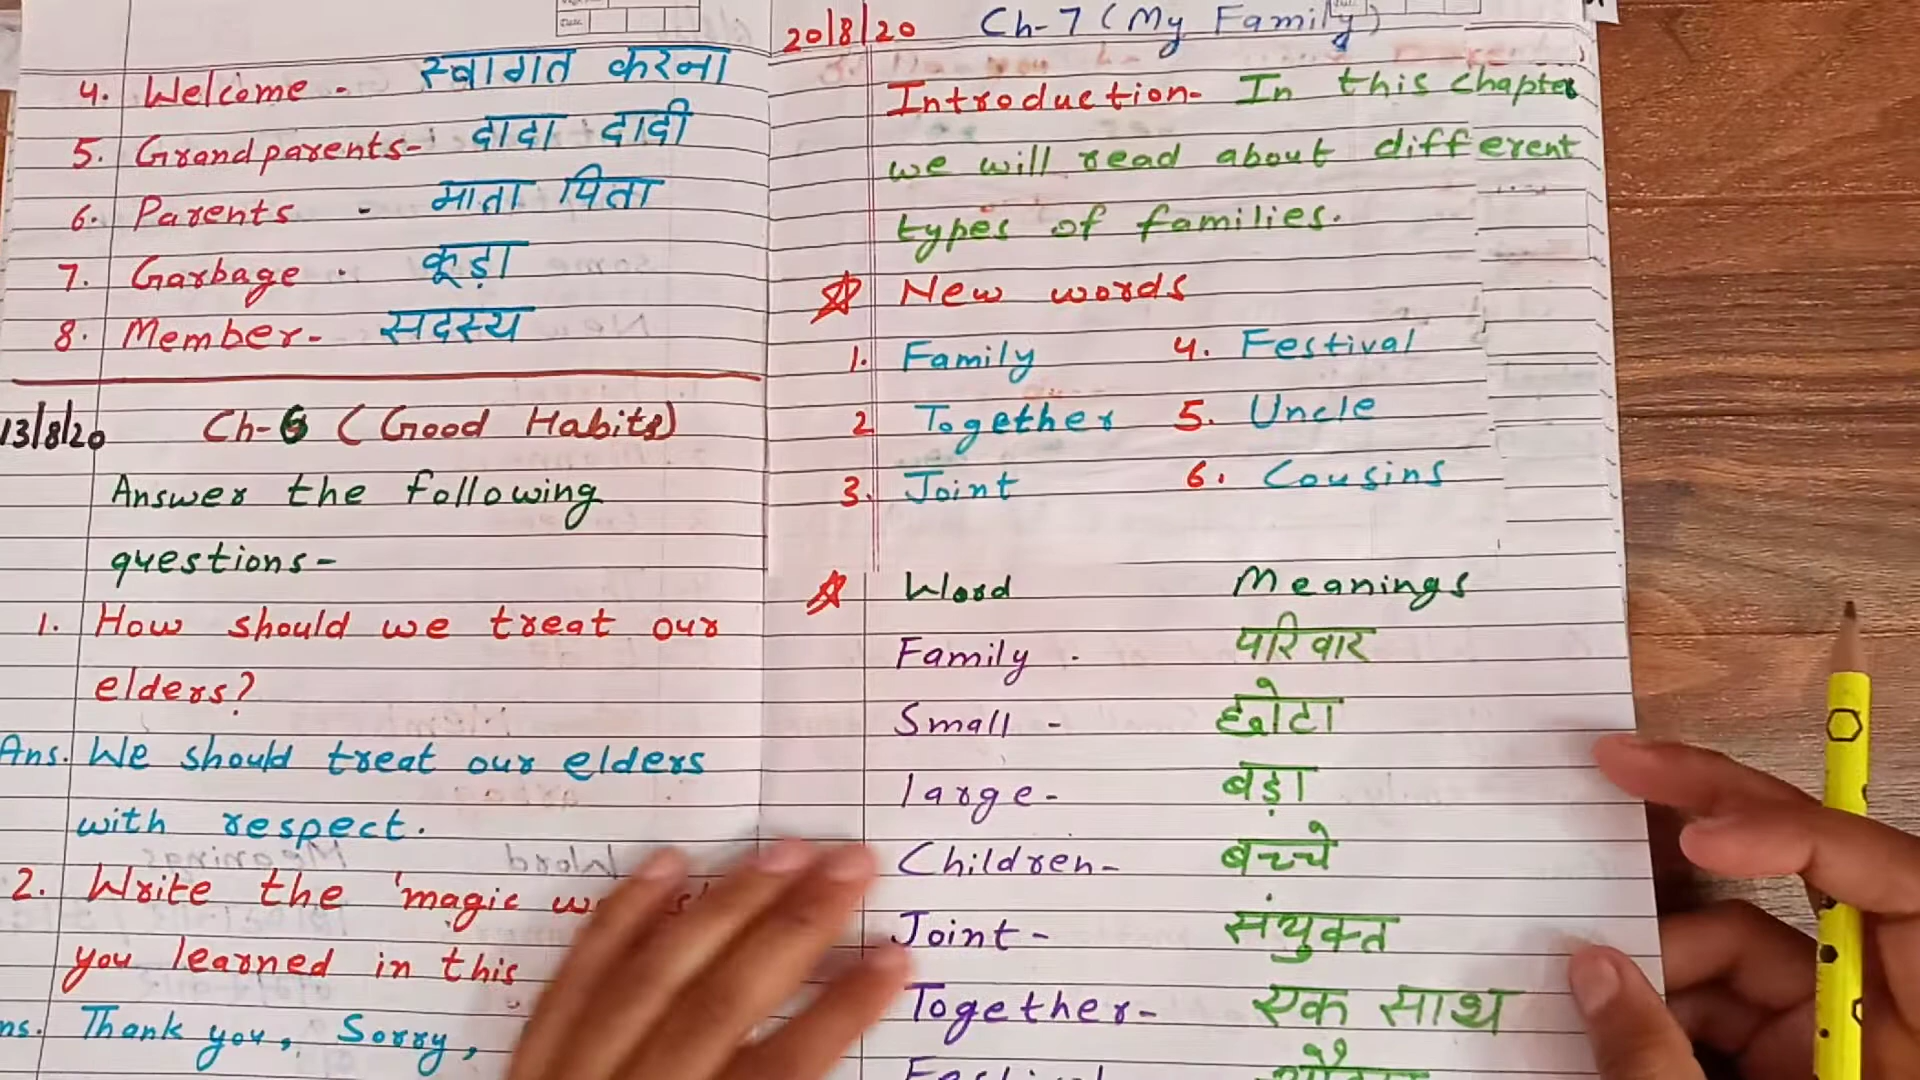 4. Welcome - स्वागत करना
5. Grandparents- दादा दादी
6. Parents - माता पिता
7. Garbage - कूड़ा
8. Member- सदस्य
13/8/20 Ch-6 (Good Habits)
Answer the following
questions-
1. How should we treat our
elders?
Ans. We should treat our elders
with respect.
2. Write the 'magic
you learned in this
Thank you, Sorry,
20/8/20 Ch-7 (My Family)
Introduction- In this chapter
we will read about different
types of families.
New words
1. Family 4. Festival
2 Together 5. Uncle
3. Joint 6. Cousins
Word Meanings
Family - परिवार
Small - छोटा
large- बड़ा
Children- बच्चे
Joint- संयुक्त
Together- एक साथ